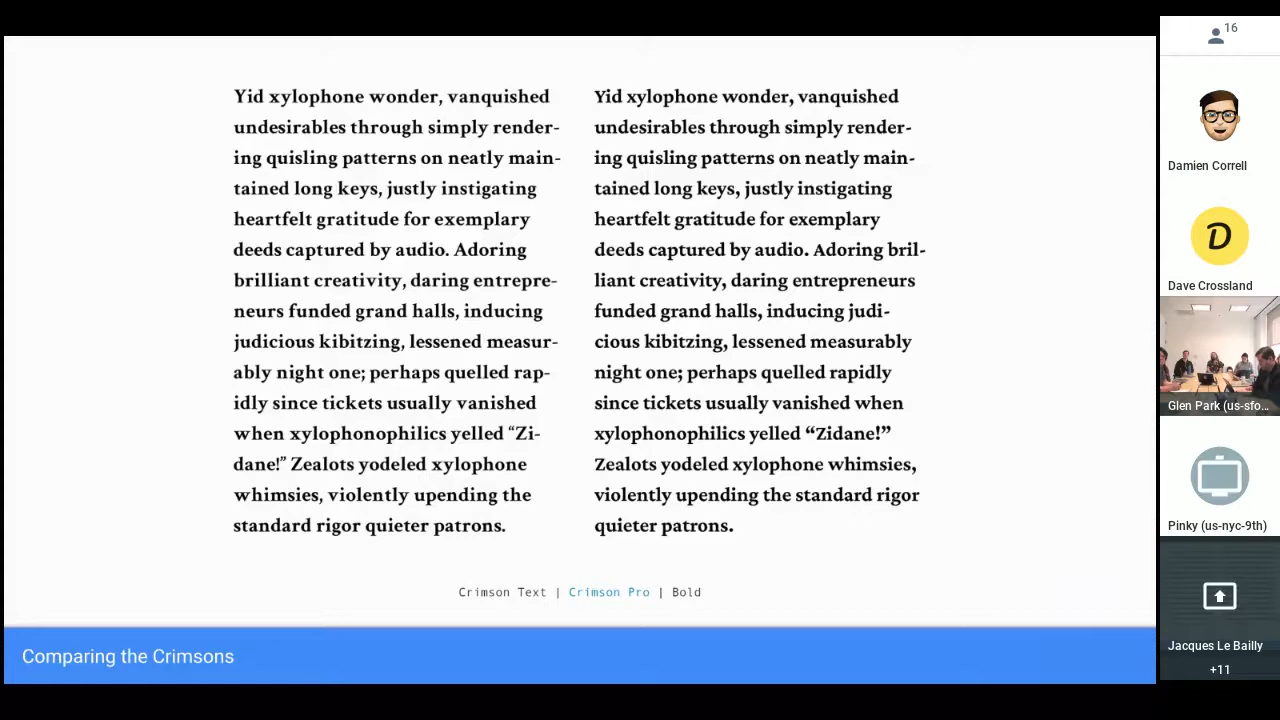 Yid xylophone wonder, vanquished
undesirables through simply render-
ing quisling patterns on neatly main-
tained long keys, justly instigating
heartfelt gratitude for exemplary
deeds captured by audio. Adoring
brilliant creativity, daring entrepre-
neurs funded grand halls, inducing
judicious kibitzing, lessened measur-
ably night one; perhaps quelled rap-
idly since tickets usually vanished
when xylophonophilics yelled “Zi-
dane!” Zealots yodeled xylophone
whimsies, violently upending the
standard rigor quieter patrons.
Yid xylophone wonder, vanquished
undesirables through simply render-
ing quisling patterns on neatly main-
tained long keys, justly instigating
heartfelt gratitude for exemplary
deeds captured by audio. Adoring bril-
liant creativity, daring entrepreneurs
funded grand halls, inducing judi-
cious kibitzing, lessened measurably
night one; perhaps quelled rapidly
since tickets usually vanished when
xylophonophilics yelled “Zidane!”
Zealots yodeled xylophone whimsies,
violently upending the standard rigor
quieter patrons.
Crimson Text | Crimson Pro | Bold
Comparing the Crimsons
16
Damien Correll
D
Dave Crossland
Glen Park (us-sfo...
Pinky (us-nyc-9th)
Jacques Le Bailly
+11